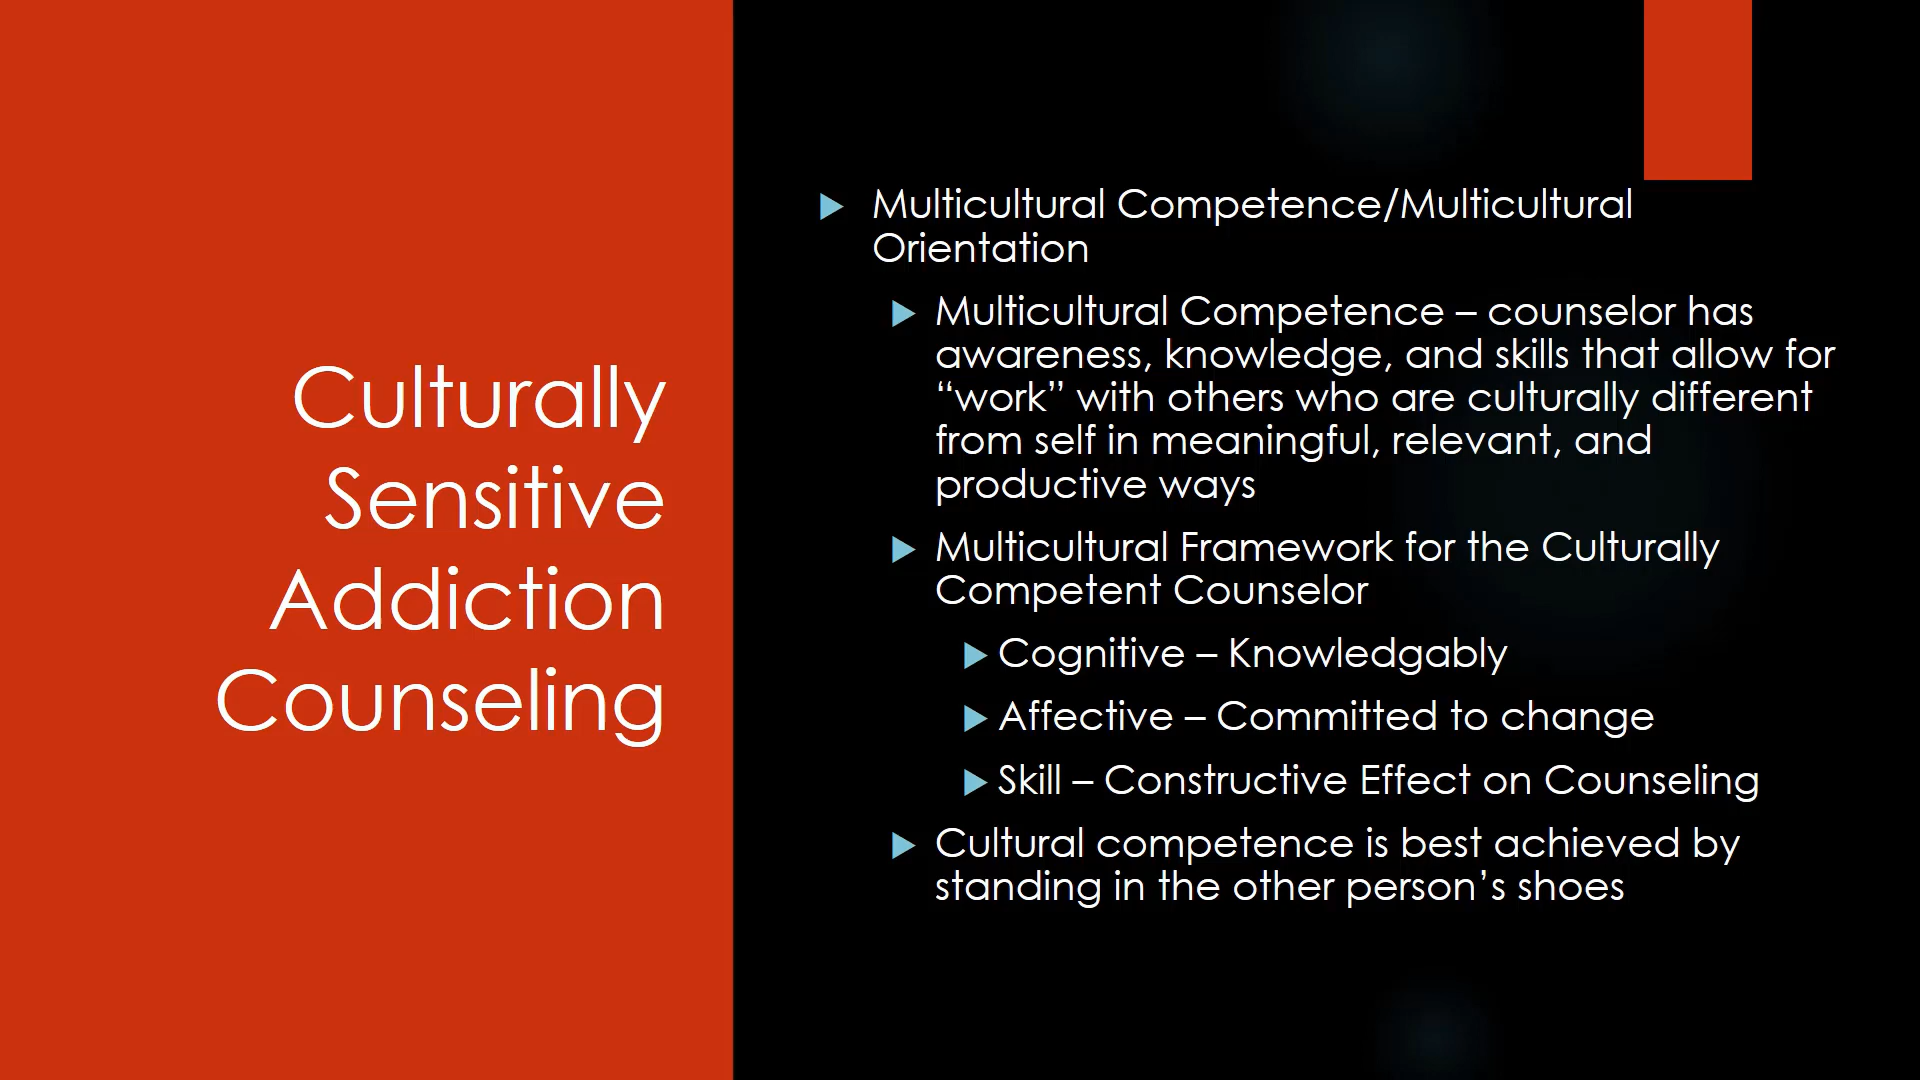 Culturally
Sensitive
Addiction
Counseling
Multicultural Competence/Multicultural
Orientation
Multicultural Competence – counselor has
awareness, knowledge, and skills that allow for
“work” with others who are culturally different
from self in meaningful, relevant, and
productive ways
Multicultural Framework for the Culturally
Competent Counselor
Cognitive – Knowledgably
Affective – Committed to change
Skill – Constructive Effect on Counseling
Cultural competence is best achieved by
standing in the other person’s shoes